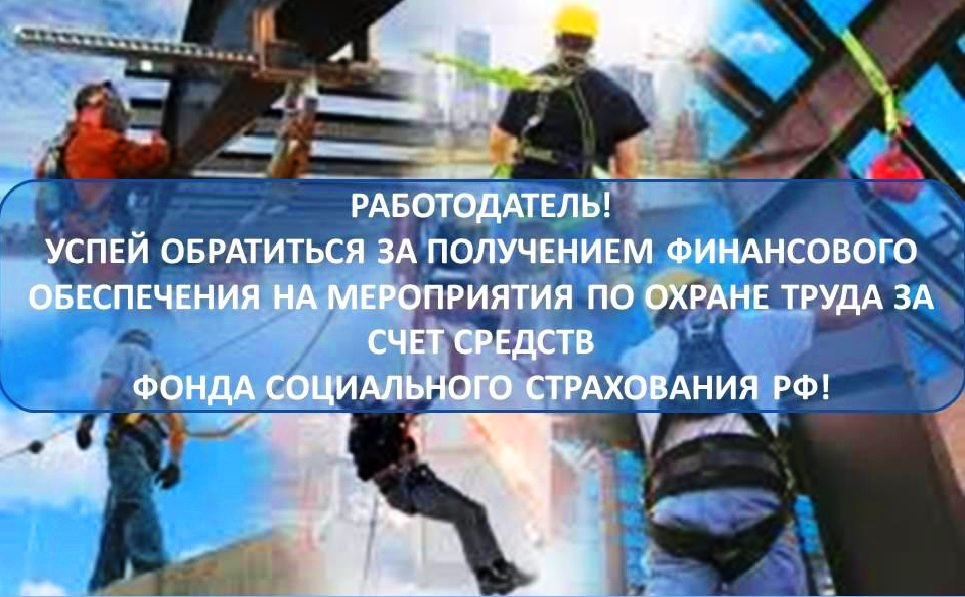 РАБОТОДАТЕЛЬ!
УСПЕЙ ОБРАТИТЬСЯ ЗА ПОЛУЧЕНИЕМ ФИНАНСОВОГО
ОБЕСПЕЧЕНИЯ НА МЕРОПРИЯТИЯ ПО ОХРАНЕ ТРУДА ЗА
СЧЕТ СРЕДСТВ
ФОНДА СОЦИАЛЬНОГО СТРАХОВАНИЯ РФ!